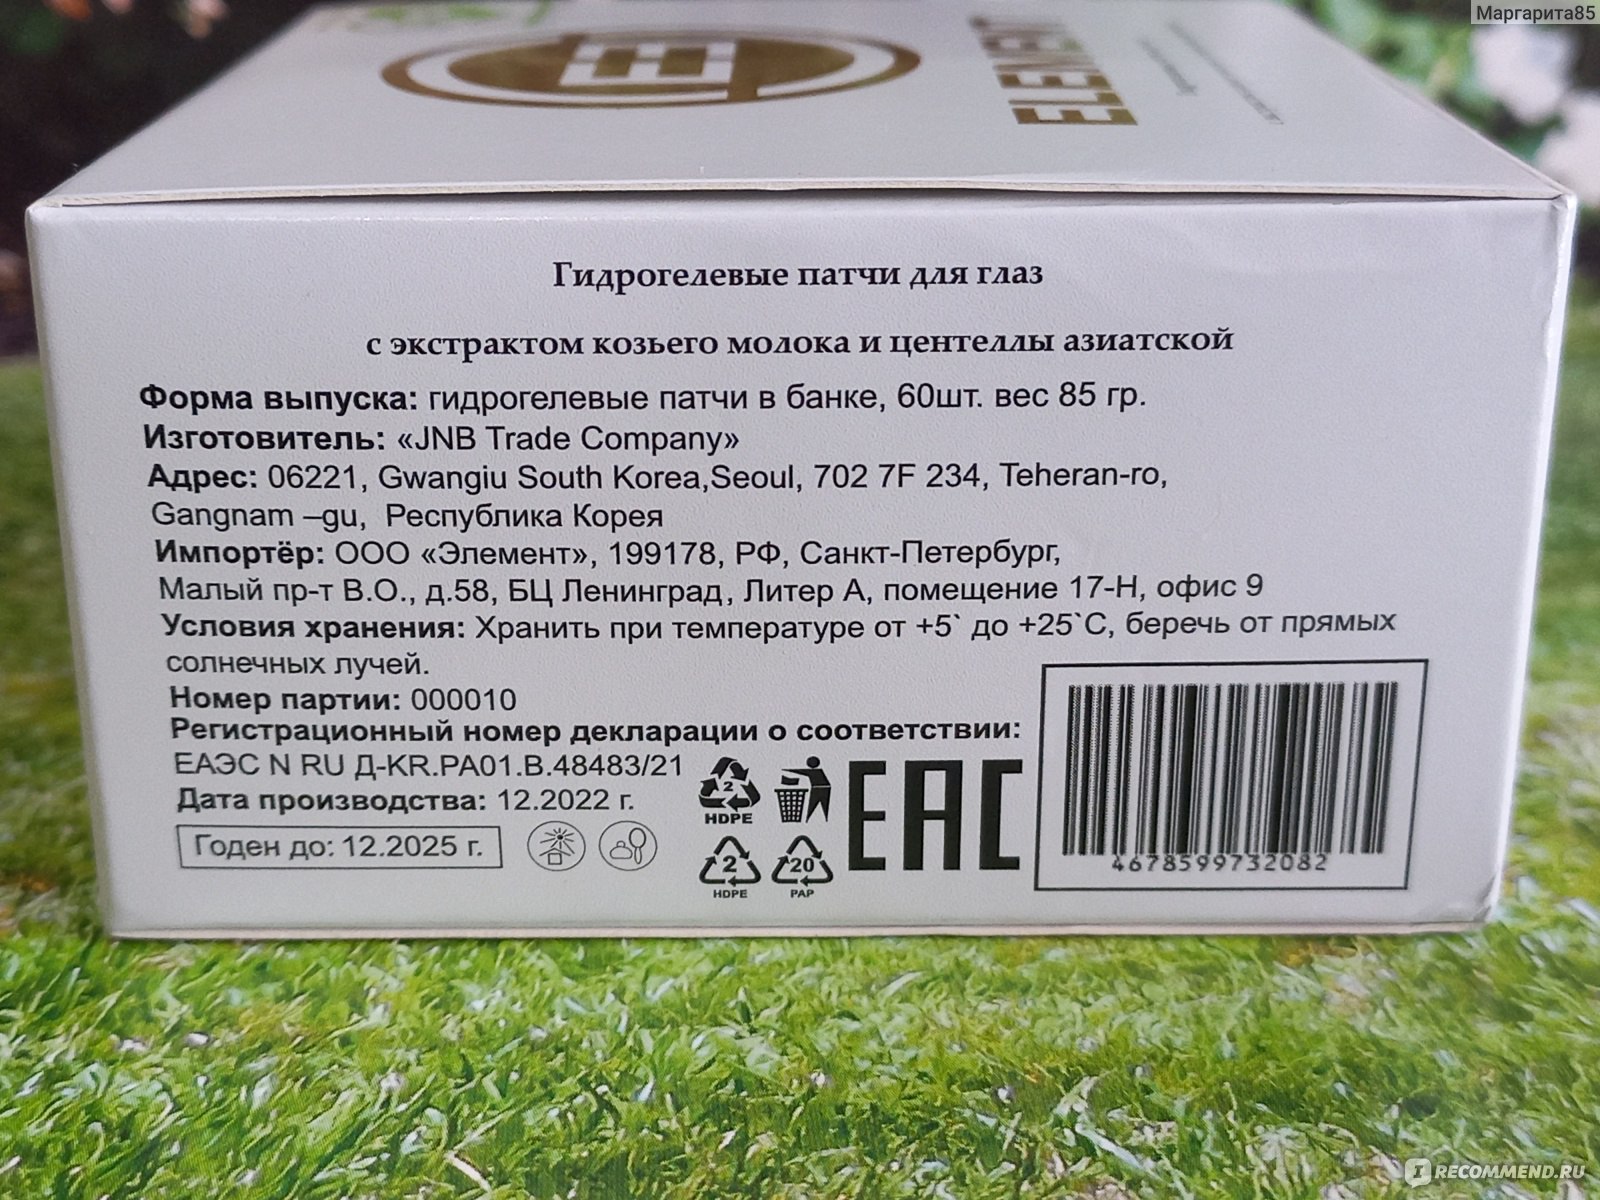 Маргарита85
ELEMENT
Гидрогелевые патчи для глаз
с экстрактом козьего молока и центеллы азиатской
Форма выпуска: гидрогелевые патчи в банке, 60шт. вес 85 гр.
Изготовитель: «JNB Trade Company»
Адрес: 06221, Gwangiu South Korea,Seoul, 702 7F 234, Teheran-ro,
Gangnam –gu, Республика Корея
Импортёр: ООО «Элемент», 199178, РФ, Санкт-Петербург,
Малый пр-т В.О., д.58, БЦ Ленинград, Литер А, помещение 17-Н, офис 9
Условия хранения: Хранить при температуре от +5` до +25`С, беречь от прямых
солнечных лучей.
Номер партии: 000010
Регистрационный номер декларации о соответствии:
ЕАЭС N RU Д-KR.РА01.В.48483/21
Дата производства: 12.2022 г.
Годен до: 12.2025 г.
2
HDPE
2
HDPE
20
PAP
EAC
4678599732082
IRECOMMEND.RU